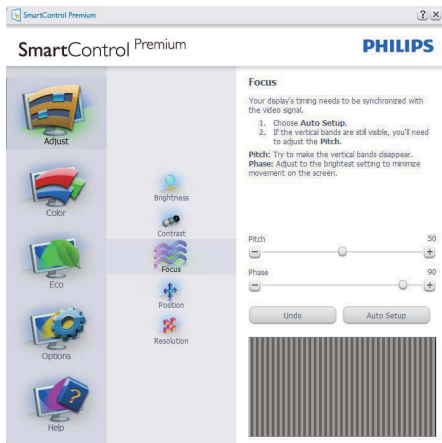 SmartControl Premium
? X
SmartControl Premium
PHILIPS
Adjust
Color
Eco
Options
Help
Brightness
Contrast
Focus
Position
Resolution
Focus
Your display's timing needs to be synchronized with
the video signal.
1. Choose Auto Setup.
2. If the vertical bands are still visible, you'll need
to adjust the Pitch.
Pitch: Try to make the vertical bands disappear.
Phase: Adjust to the brightest setting to minimize
movement on the screen.
Pitch 50
Phase 90
Undo Auto Setup